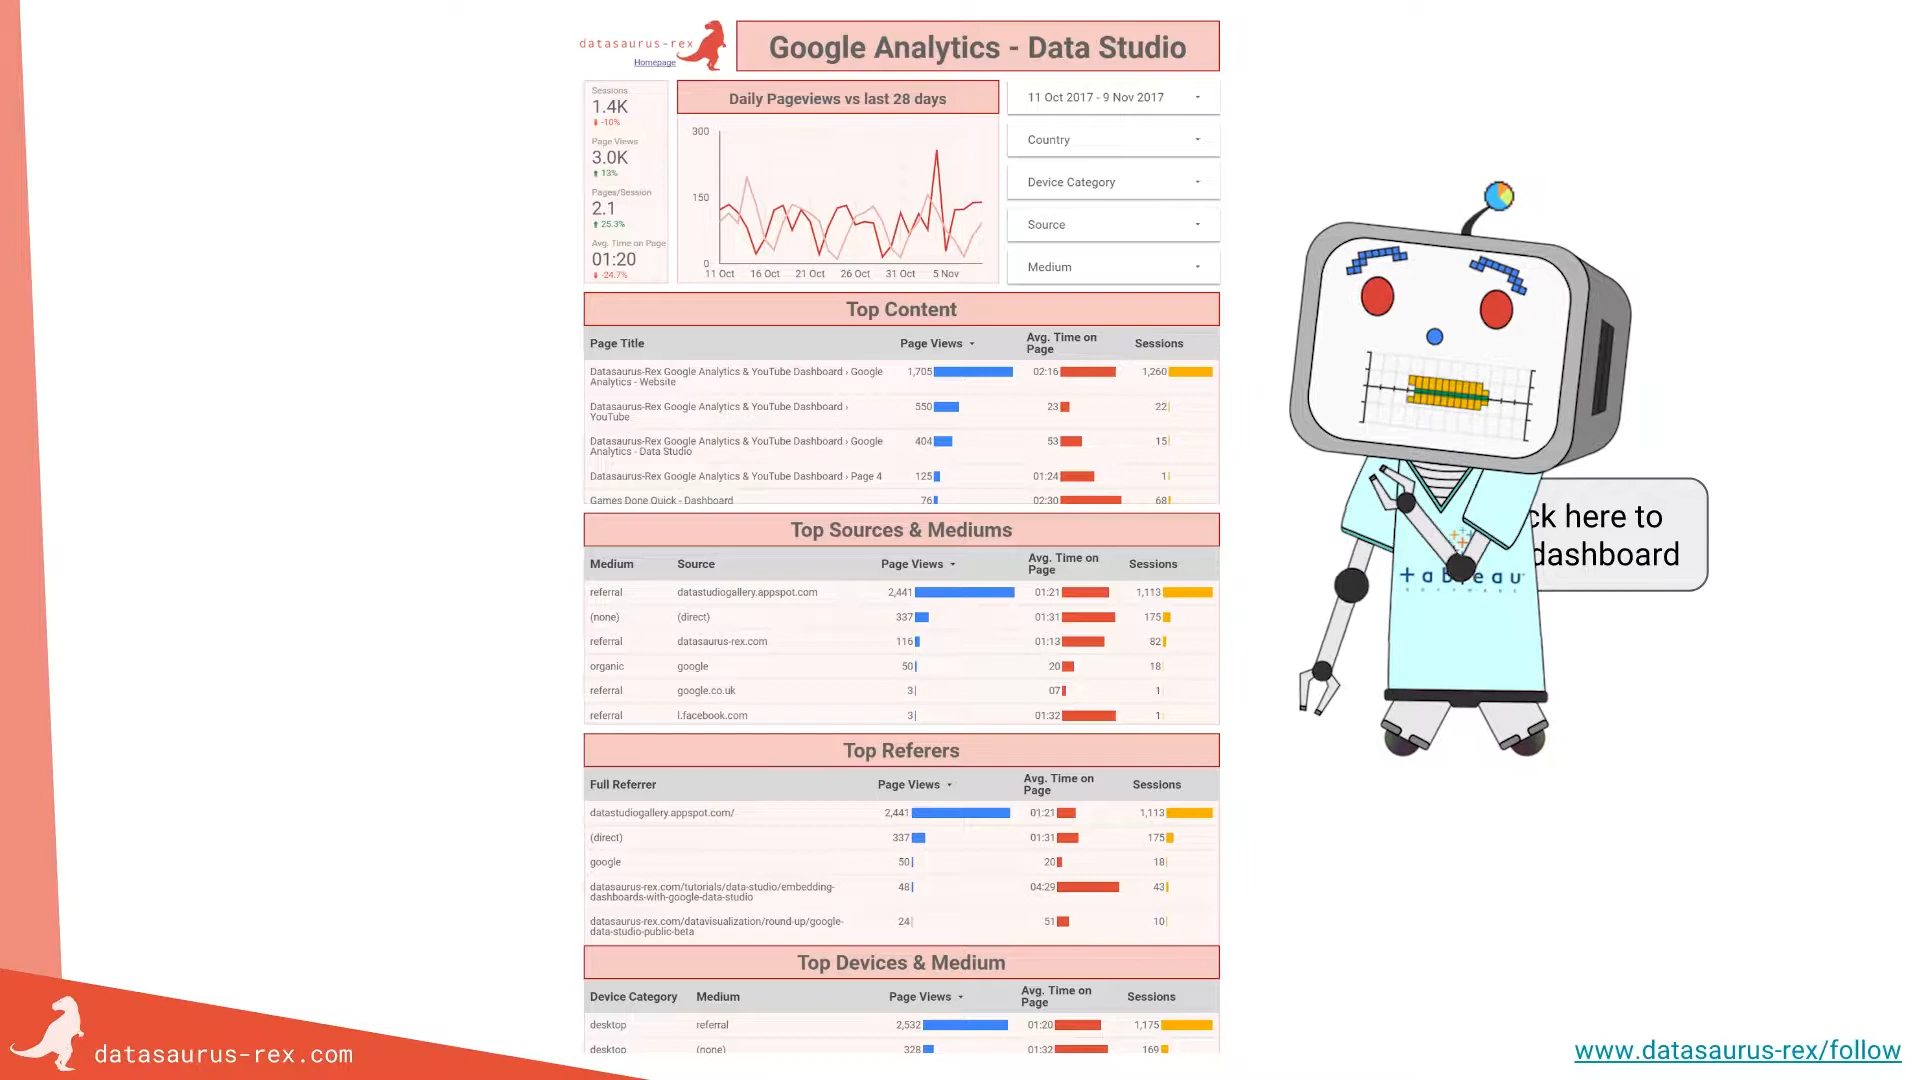 datasaurus-rex
Homepage
Google Analytics - Data Studio
Sessions
1.4K
-10%
Page Views
3.0K
13%
Pages/Session
2.1
25.3%
Avg. Time on Page
01:20
-24.7%
Daily Pageviews vs last 28 days
300
150
0
11 Oct 16 Oct 21 Oct 26 Oct 31 Oct 5 Nov
11 Oct 2017 - 9 Nov 2017
Country
Device Category
Source
Medium
Top Content
Page Title Page Views Avg. Time on Page Sessions
Datasaurus-Rex Google Analytics & YouTube Dashboard › Google 1,705 02:16 1,260
Analytics - Website
Datasaurus-Rex Google Analytics & YouTube Dashboard › 550 23 22
YouTube
Datasaurus-Rex Google Analytics & YouTube Dashboard › Google 404 53 15
Analytics - Data Studio
Datasaurus-Rex Google Analytics & YouTube Dashboard › Page 4 125 01:24 1
Games Done Quick - Dashboard 76 02:30 68
Top Sources & Mediums
Medium Source Page Views Avg. Time on Page Sessions
referral datastudiogallery.appspot.com 2,441 01:21 1,113
(none) (direct) 337 01:31 175
referral datasaurus-rex.com 116 01:13 82
organic google 50 20 18
referral google.co.uk 3 07 1
referral l.facebook.com 3 01:32 1
Top Referers
Full Referrer Page Views Avg. Time on Page Sessions
datastudiogallery.appspot.com/ 2,441 01:21 1,113
(direct) 337 01:31 175
google 50 20 18
datasaurus-rex.com/tutorials/data-studio/embedding- 48 04:29 43
dashboards-with-google-data-studio
datasaurus-rex.com/datavisualization/round-up/google- 24 51 10
data-studio-public-beta
Top Devices & Medium
Device Category Medium Page Views Avg. Time on Page Sessions
desktop referral 2,532 01:20 1,175
desktop (none) 328 01:32 169
ck here to
dashboard
tableau
SOFTWARE
datasaurus-rex.com
www.datasaurus-rex/follow